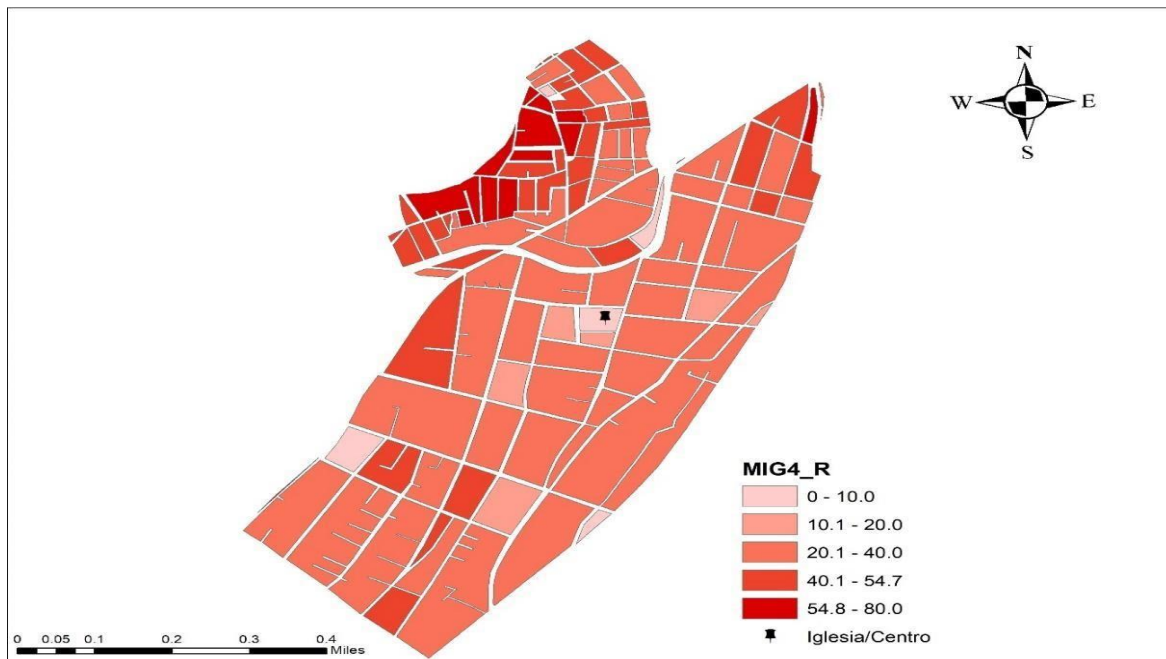 N
W E
S
MIG4_R
0 - 10.0
10.1 - 20.0
20.1 - 40.0
40.1 - 54.7
54.8 - 80.0
Iglesia/Centro
0 0.05 0.1 0.2 0.3 0.4
Miles